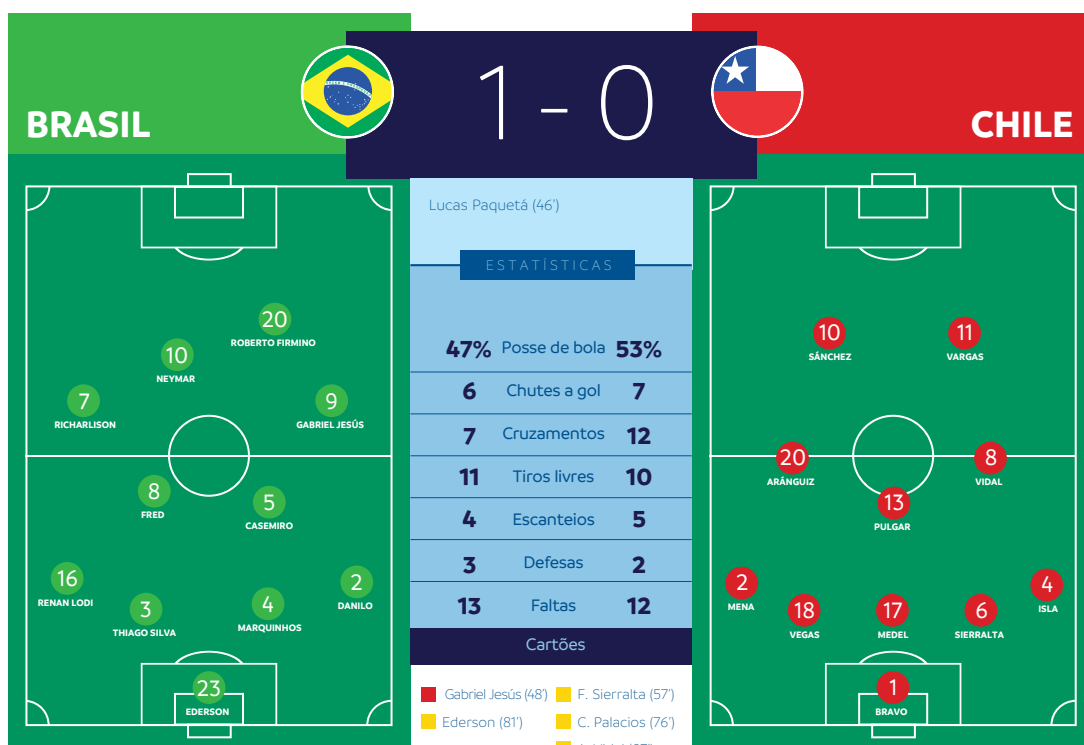 BRASIL
1 - 0
CHILE
Lucas Paquetá (46')
ESTATÍSTICAS
47% Posse de bola 53%
6 Chutes a gol 7
7 Cruzamentos 12
11 Tiros livres 10
4 Escanteios 5
3 Defesas 2
13 Faltas 12
Cartões
Gabriel Jesús (48')
Ederson (81')
F. Sierralta (57')
C. Palacios (76')
20
ROBERTO FIRMINO
10
NEYMAR
7
RICHARLISON
9
GABRIEL JESÚS
8
FRED
5
CASEMIRO
16
RENAN LODI
3
THIAGO SILVA
4
MARQUINHOS
2
DANILO
23
EDERSON
10
SÁNCHEZ
11
VARGAS
20
ARÁNGUIZ
8
VIDAL
13
PULGAR
2
MENA
18
VEGAS
17
MEDEL
6
SIERRALTA
4
ISLA
1
BRAVO